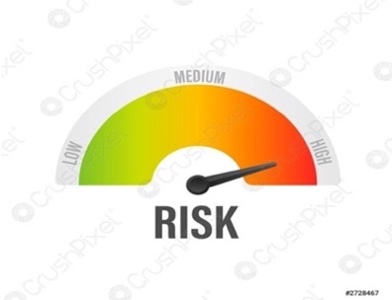 MEDIUM
LOW
HIGH
RISK
CrushPixel
#2728467